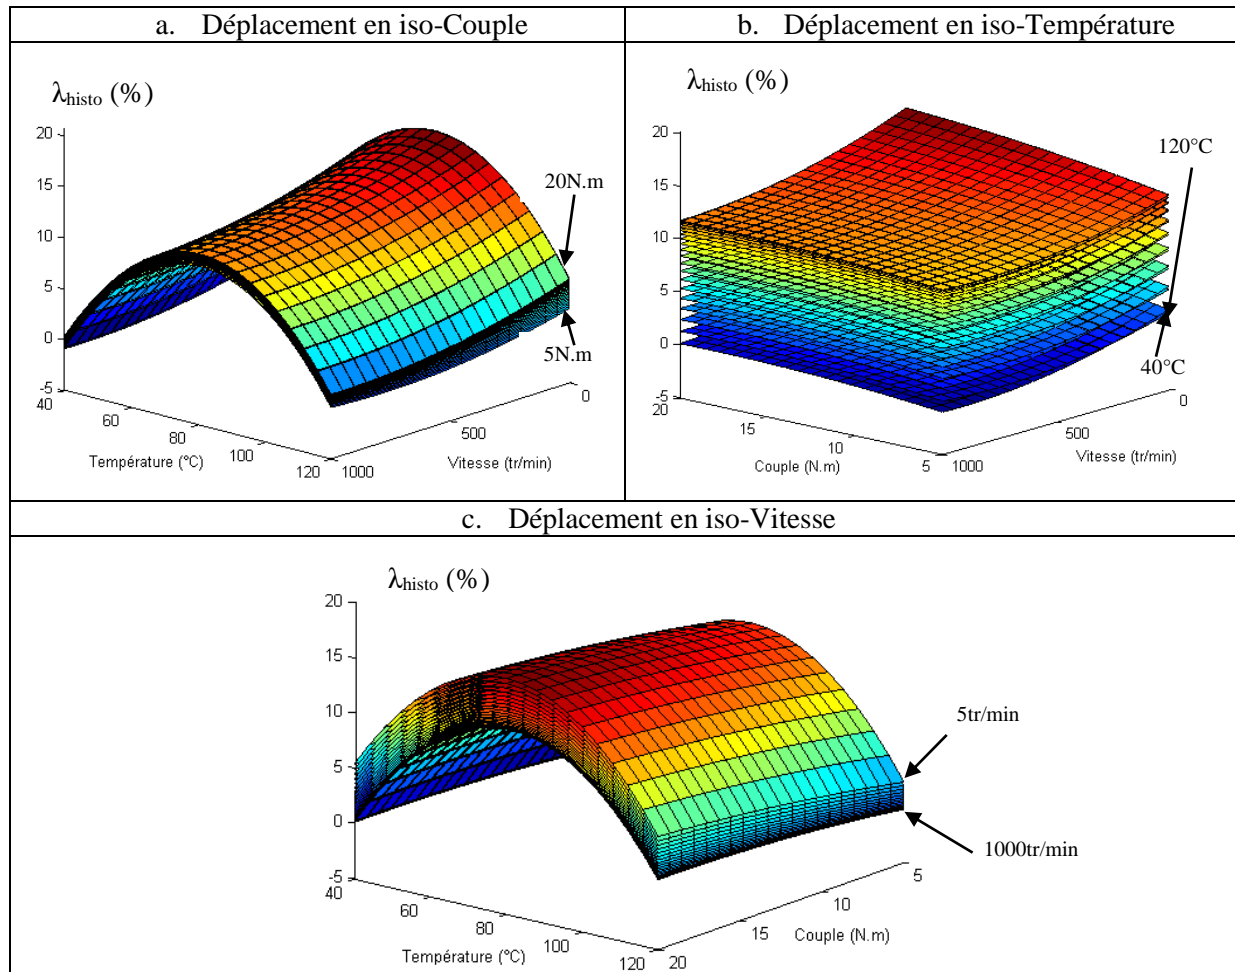 a. Déplacement en iso-Couple
b. Déplacement en iso-Température
λhisto (%)
20
15
10
5
0
-5
40
60
80
100
120
Température (°C)
1000
500
0
Vitesse (tr/min)
20N.m
5N.m
λhisto (%)
20
15
10
5
0
-5
20
15
10
5
Couple (N.m)
1000
500
0
Vitesse (tr/min)
120°C
40°C
c. Déplacement en iso-Vitesse
λhisto (%)
20
15
10
5
0
-5
40
60
80
100
120
Température (°C)
20
15
10
5
Couple (N.m)
5tr/min
1000tr/min